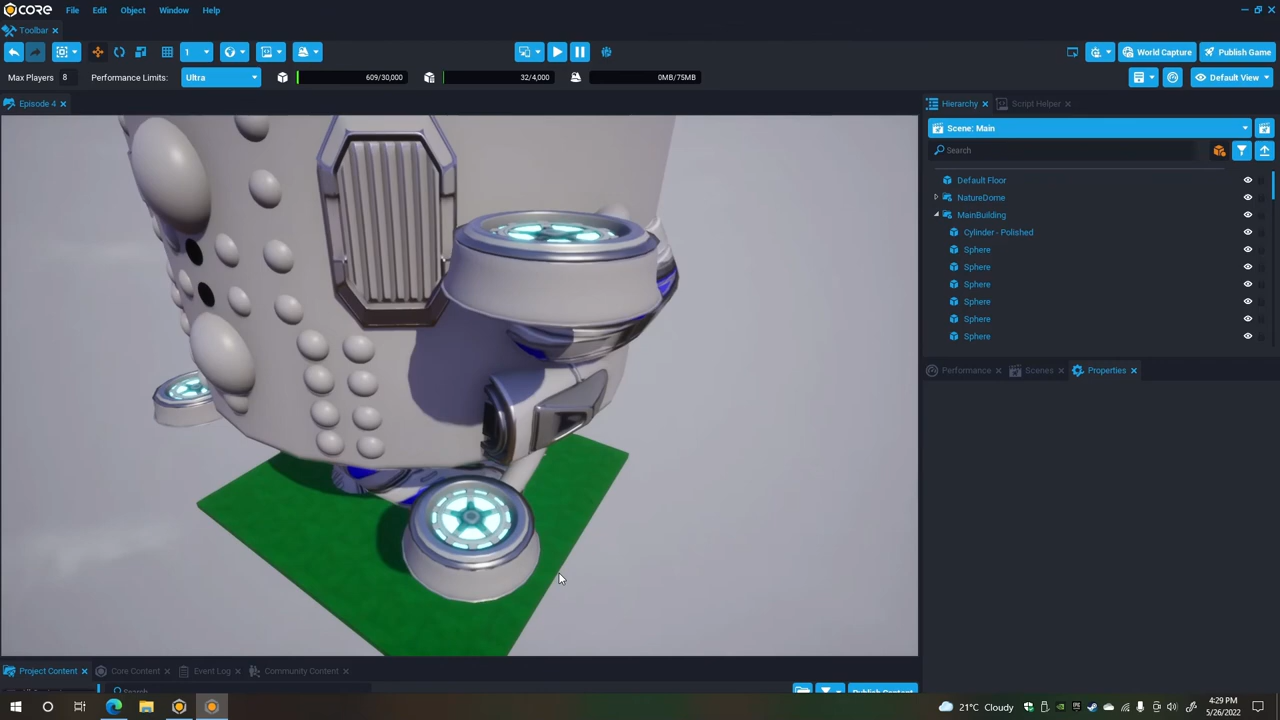 CORE File Edit Object Window Help
Toolbar
1
World Capture Publish Game
Max Players 8 Performance Limits: Ultra 609/30,000 32/4,000 0MB/75MB Default View
Episode 4 Hierarchy Script Helper
Scene: Main
Search
Default Floor
NatureDome
MainBuilding
Cylinder - Polished
Sphere
Sphere
Sphere
Sphere
Sphere
Sphere
Performance Scenes Properties
Project Content Core Content Event Log Community Content
Search Publish Content
21°C Cloudy 4:29 PM
5/26/2022